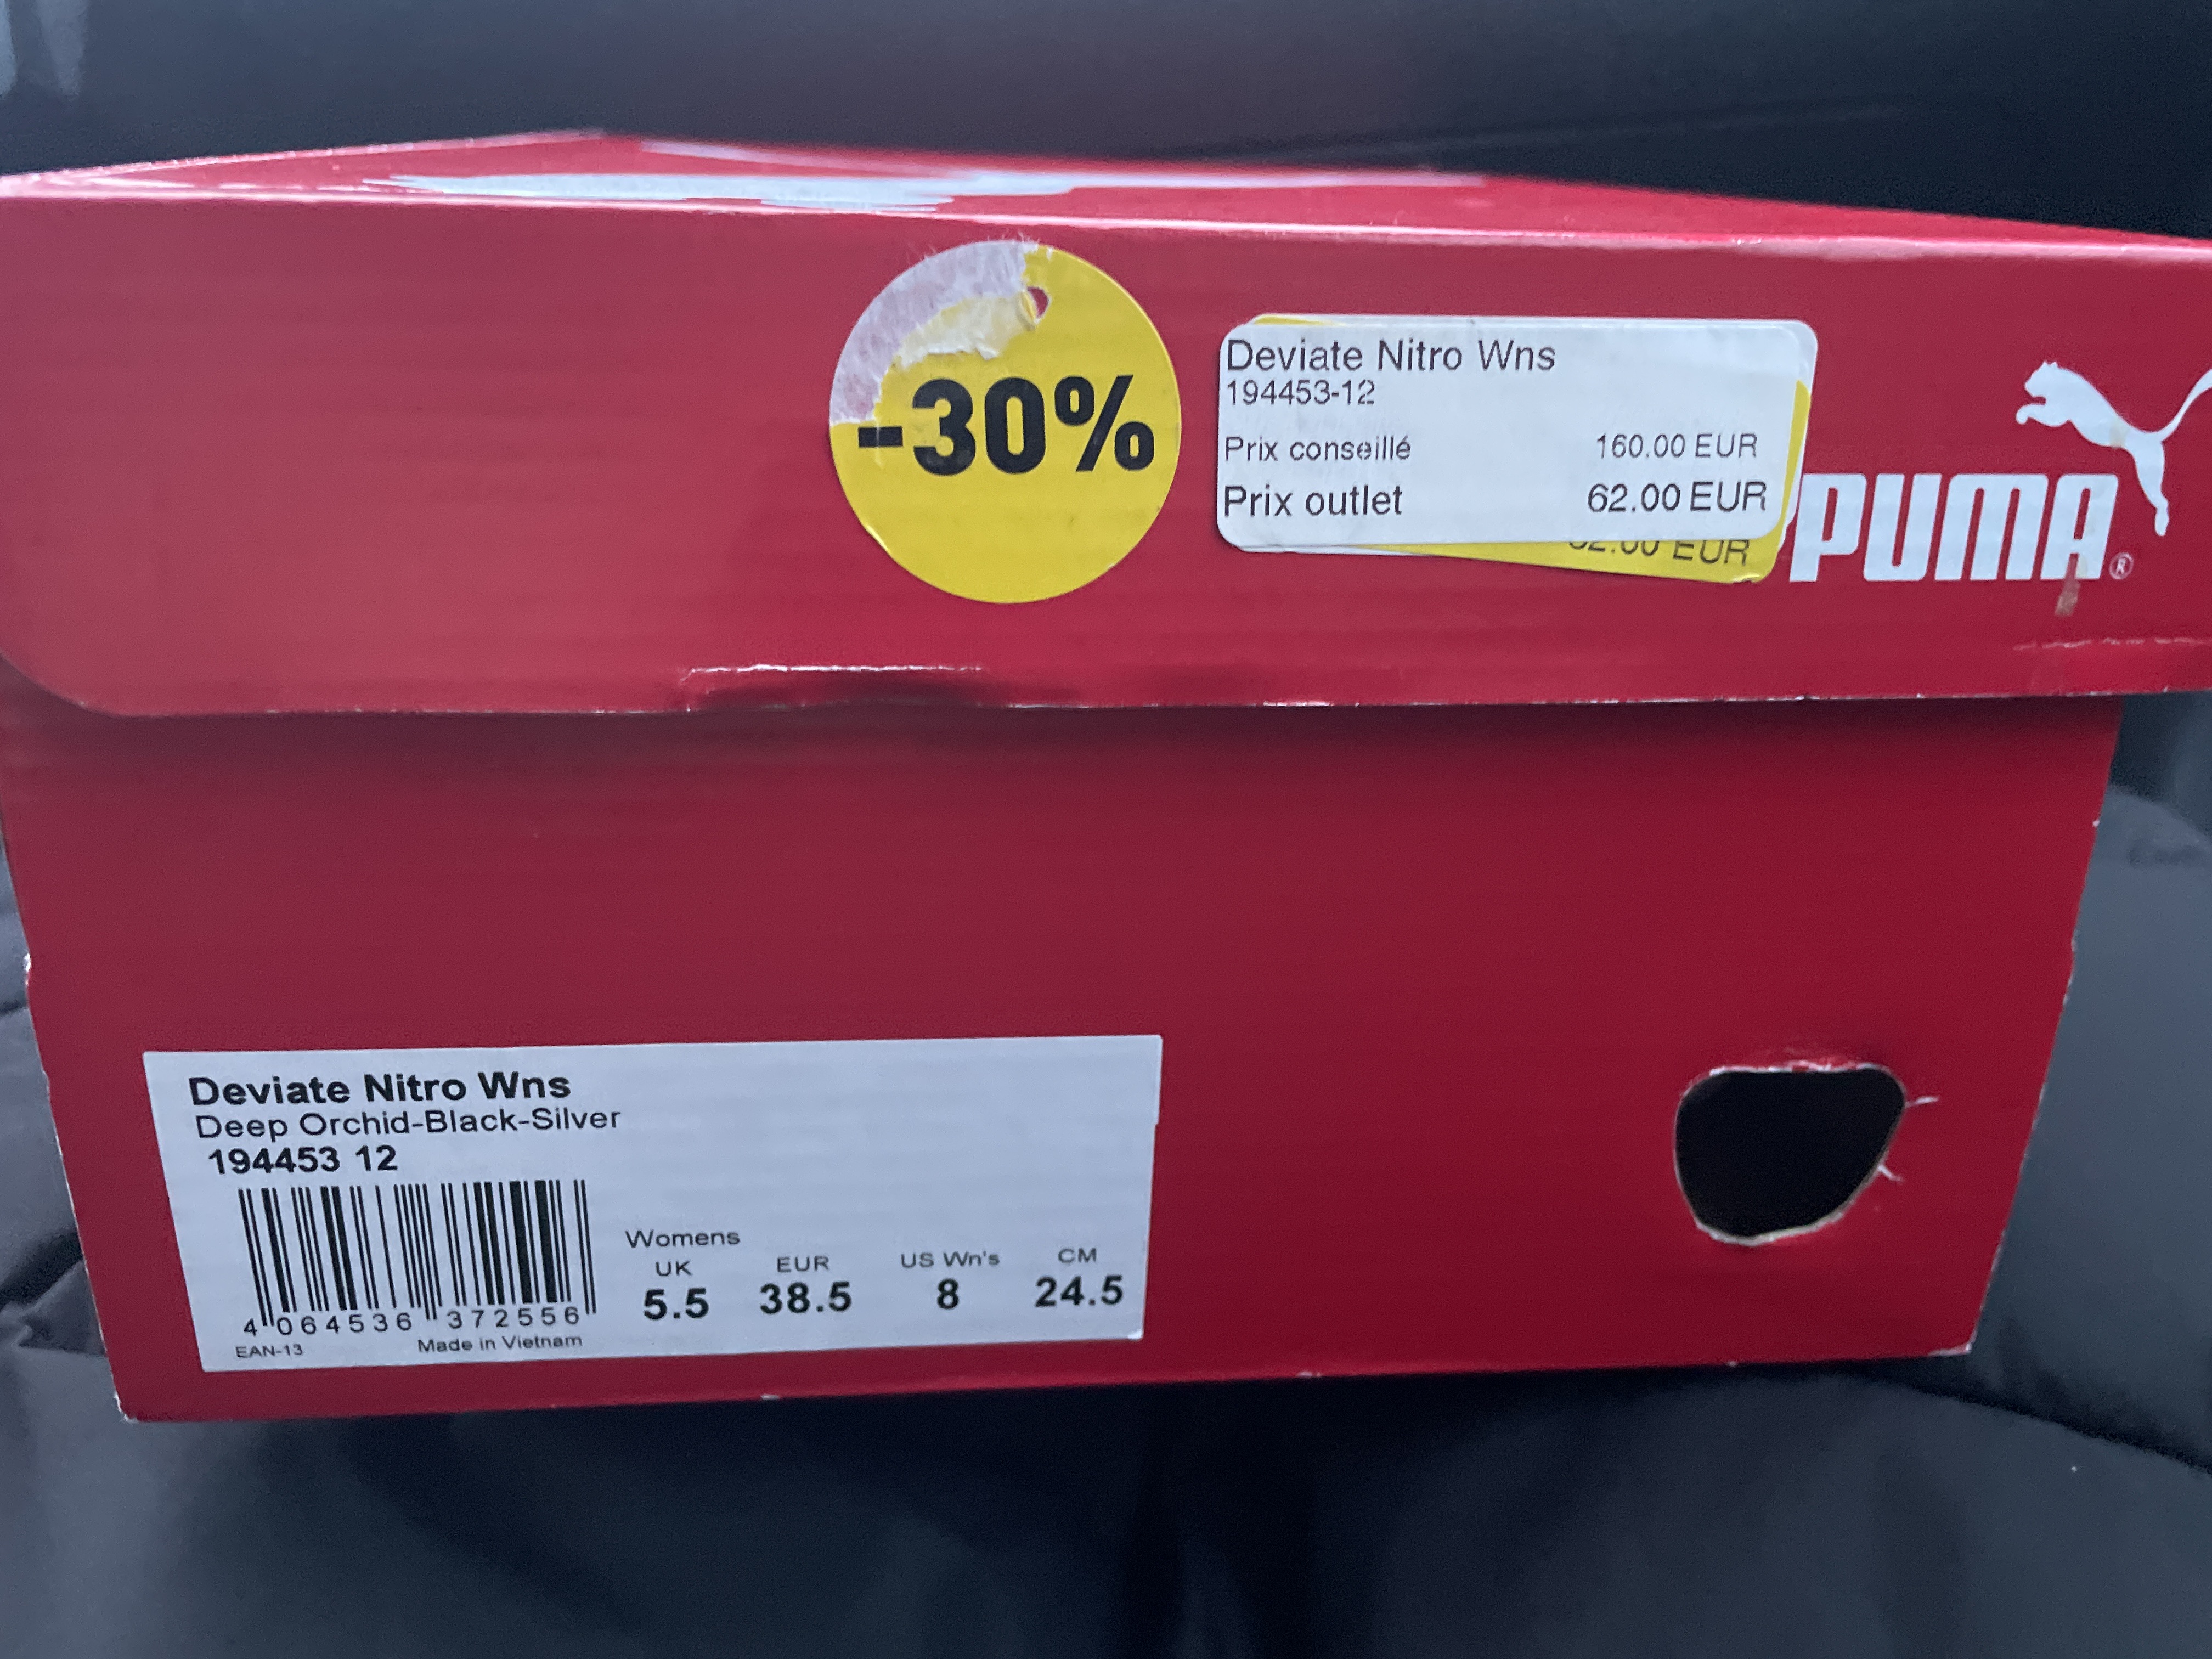 -30%
Deviate Nitro Wns
194453-12
Prix conseillé 160.00 EUR
Prix outlet 62.00 EUR
EUR
PUMA®
Deviate Nitro Wns
Deep Orchid-Black-Silver
194453 12
4 064536 372556
EAN-13 Made in Vietnam
Womens
UK EUR US Wn's CM
5.5 38.5 8 24.5